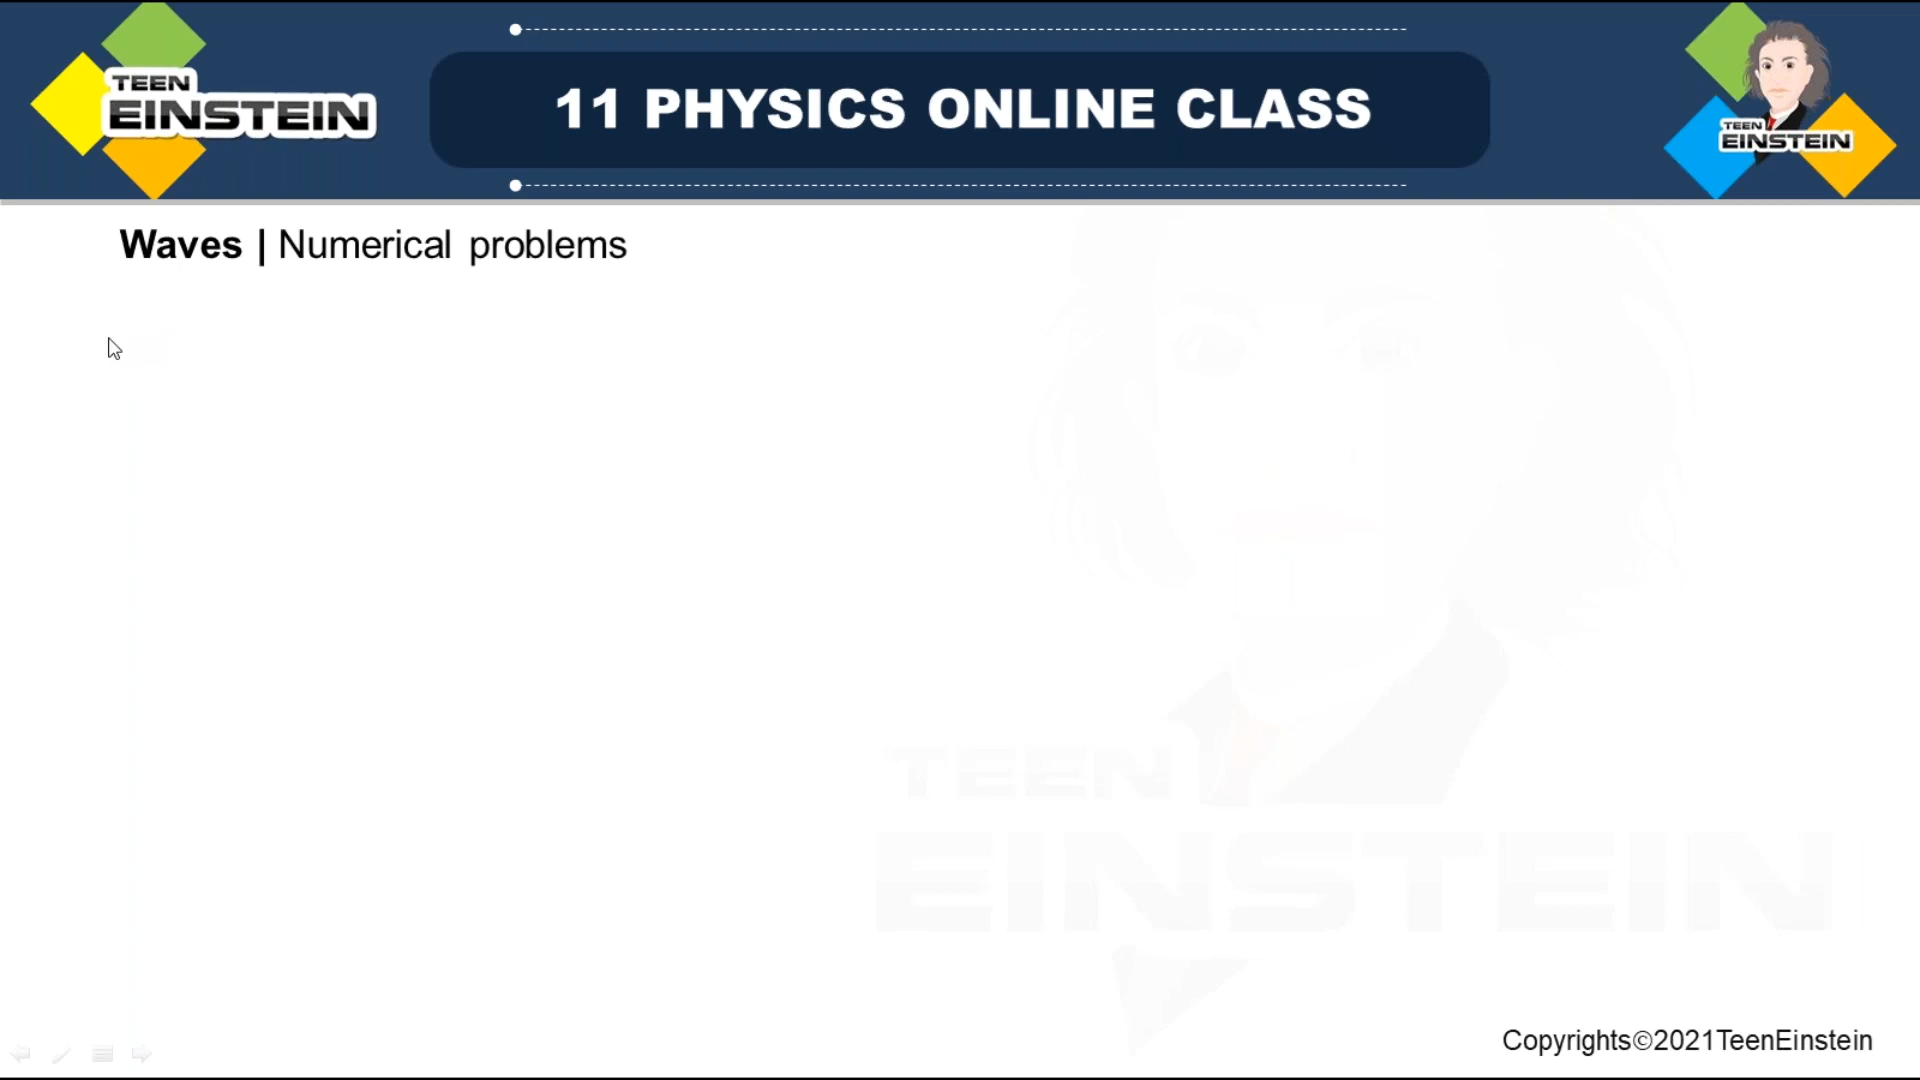 TEEN
EINSTEIN
11 PHYSICS ONLINE CLASS
TEEN
EINSTEIN
Waves | Numerical problems
TEEN
EINSTEIN
Copyrights©2021TeenEinstein